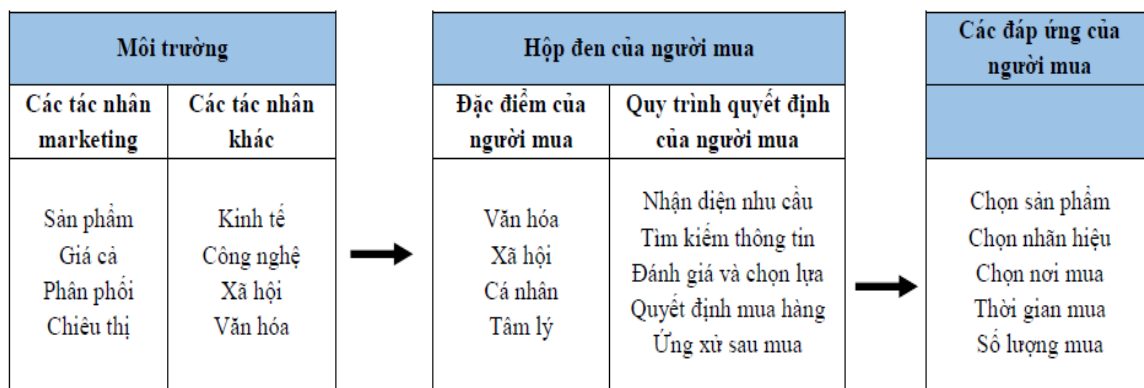 Môi trường
Các tác nhân
marketing
Các tác nhân
khác
Sản phẩm
Giá cả
Phân phối
Chiêu thị
Kinh tế
Công nghệ
Xã hội
Văn hóa
Hộp đen của người mua
Đặc điểm của
người mua
Quy trình quyết định
của người mua
Văn hóa
Xã hội
Cá nhân
Tâm lý
Nhận diện nhu cầu
Tìm kiếm thông tin
Đánh giá và chọn lựa
Quyết định mua hàng
Ứng xử sau mua
Các đáp ứng của
người mua
Chọn sản phẩm
Chọn nhãn hiệu
Chọn nơi mua
Thời gian mua
Số lượng mua